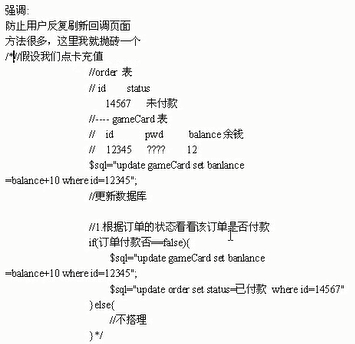 强调:
防止用户反复刷新回调页面
方法很多，这里我就抛砖一个
/*//假设我们点卡充值
//order 表
// id status
14567 未付款
//---- gameCard 表
// id pwd balance 余钱
// 12345 ???? 12
$sql="update gameCard set banlance
=balance+10 where id=12345";
//更新数据库
//1.根据订单的状态看看该订单是否付款
if(订单付款否==false){
$sql="update gameCard set banlance
=balance+10 where id=12345";
$sql="update order set status=已付款 where id=14567"
}else{
//不搭理
}*/